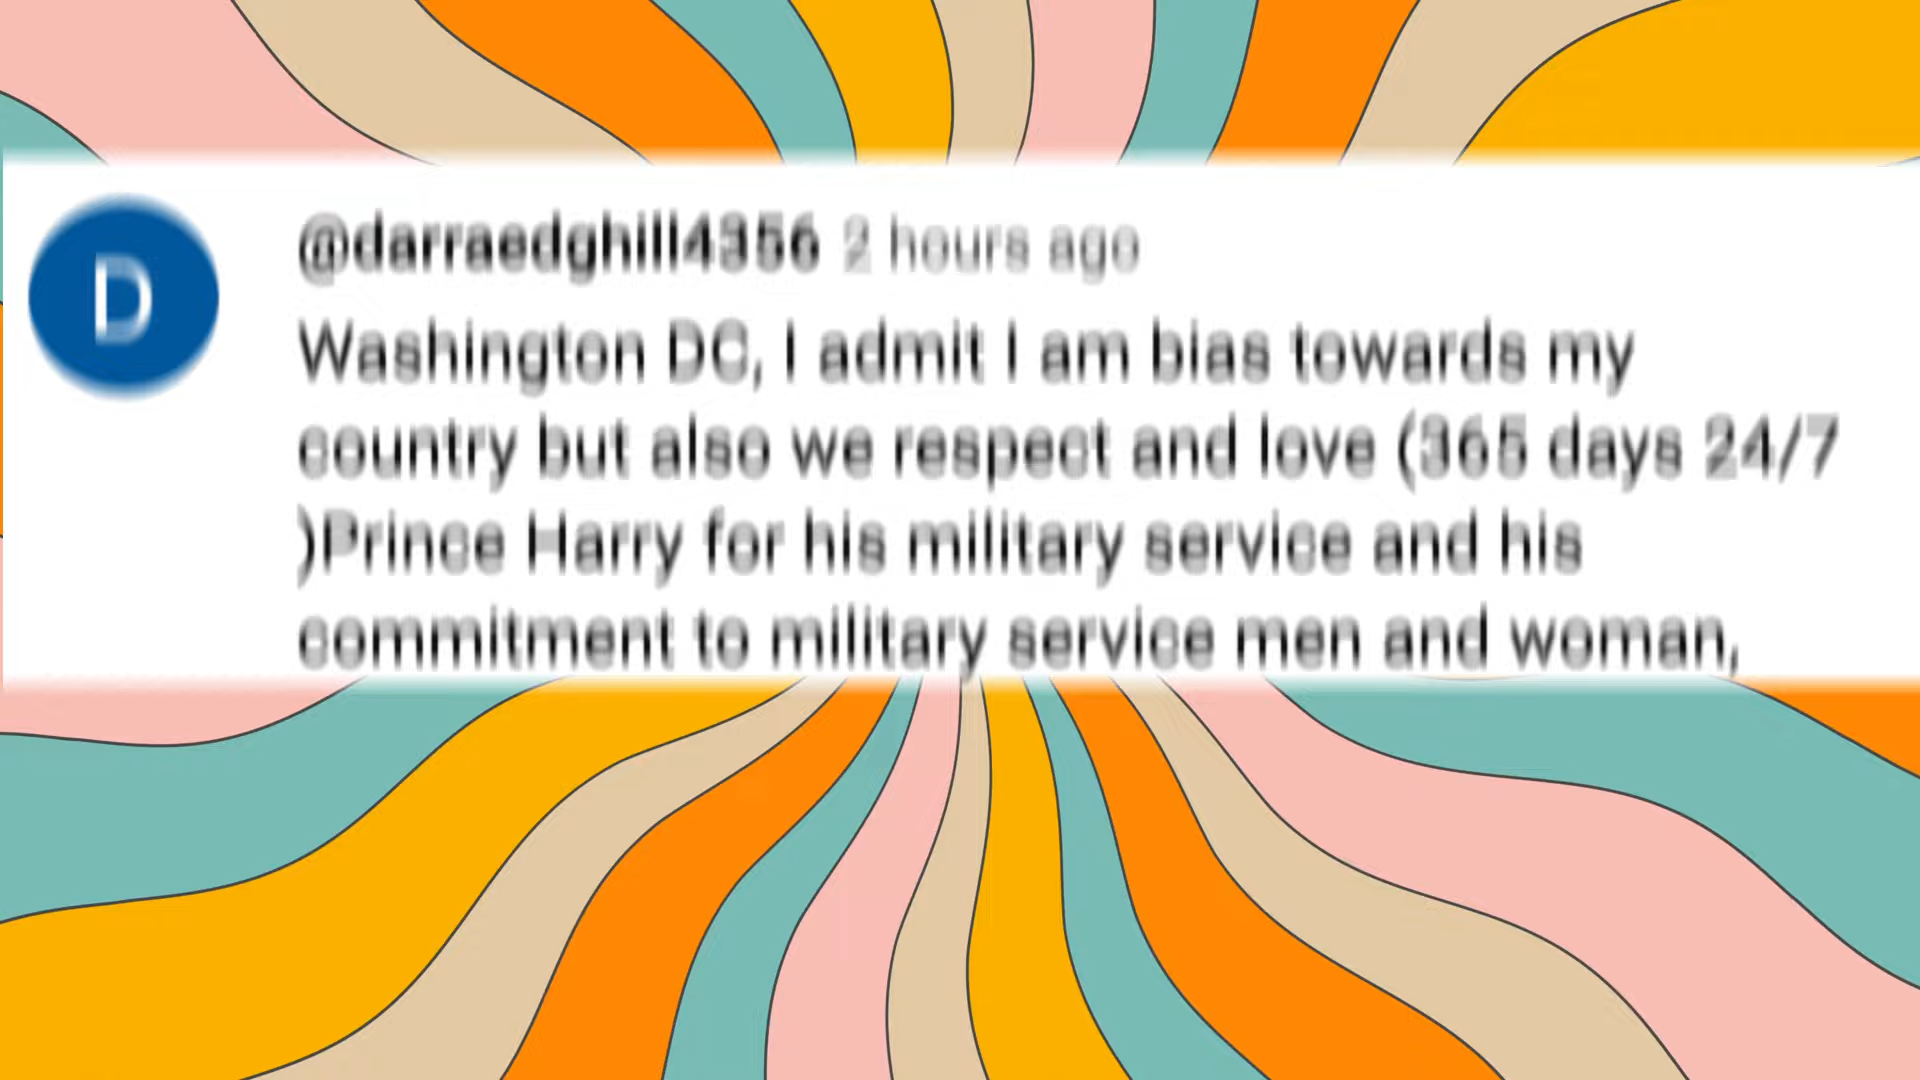 D
@darraedghill4356 2 hours ago
Washington DC, I admit I am bias towards my
country but also we respect and love (365 days 24/7
)Prince Harry for his military service and his
commitment to military service men and woman,